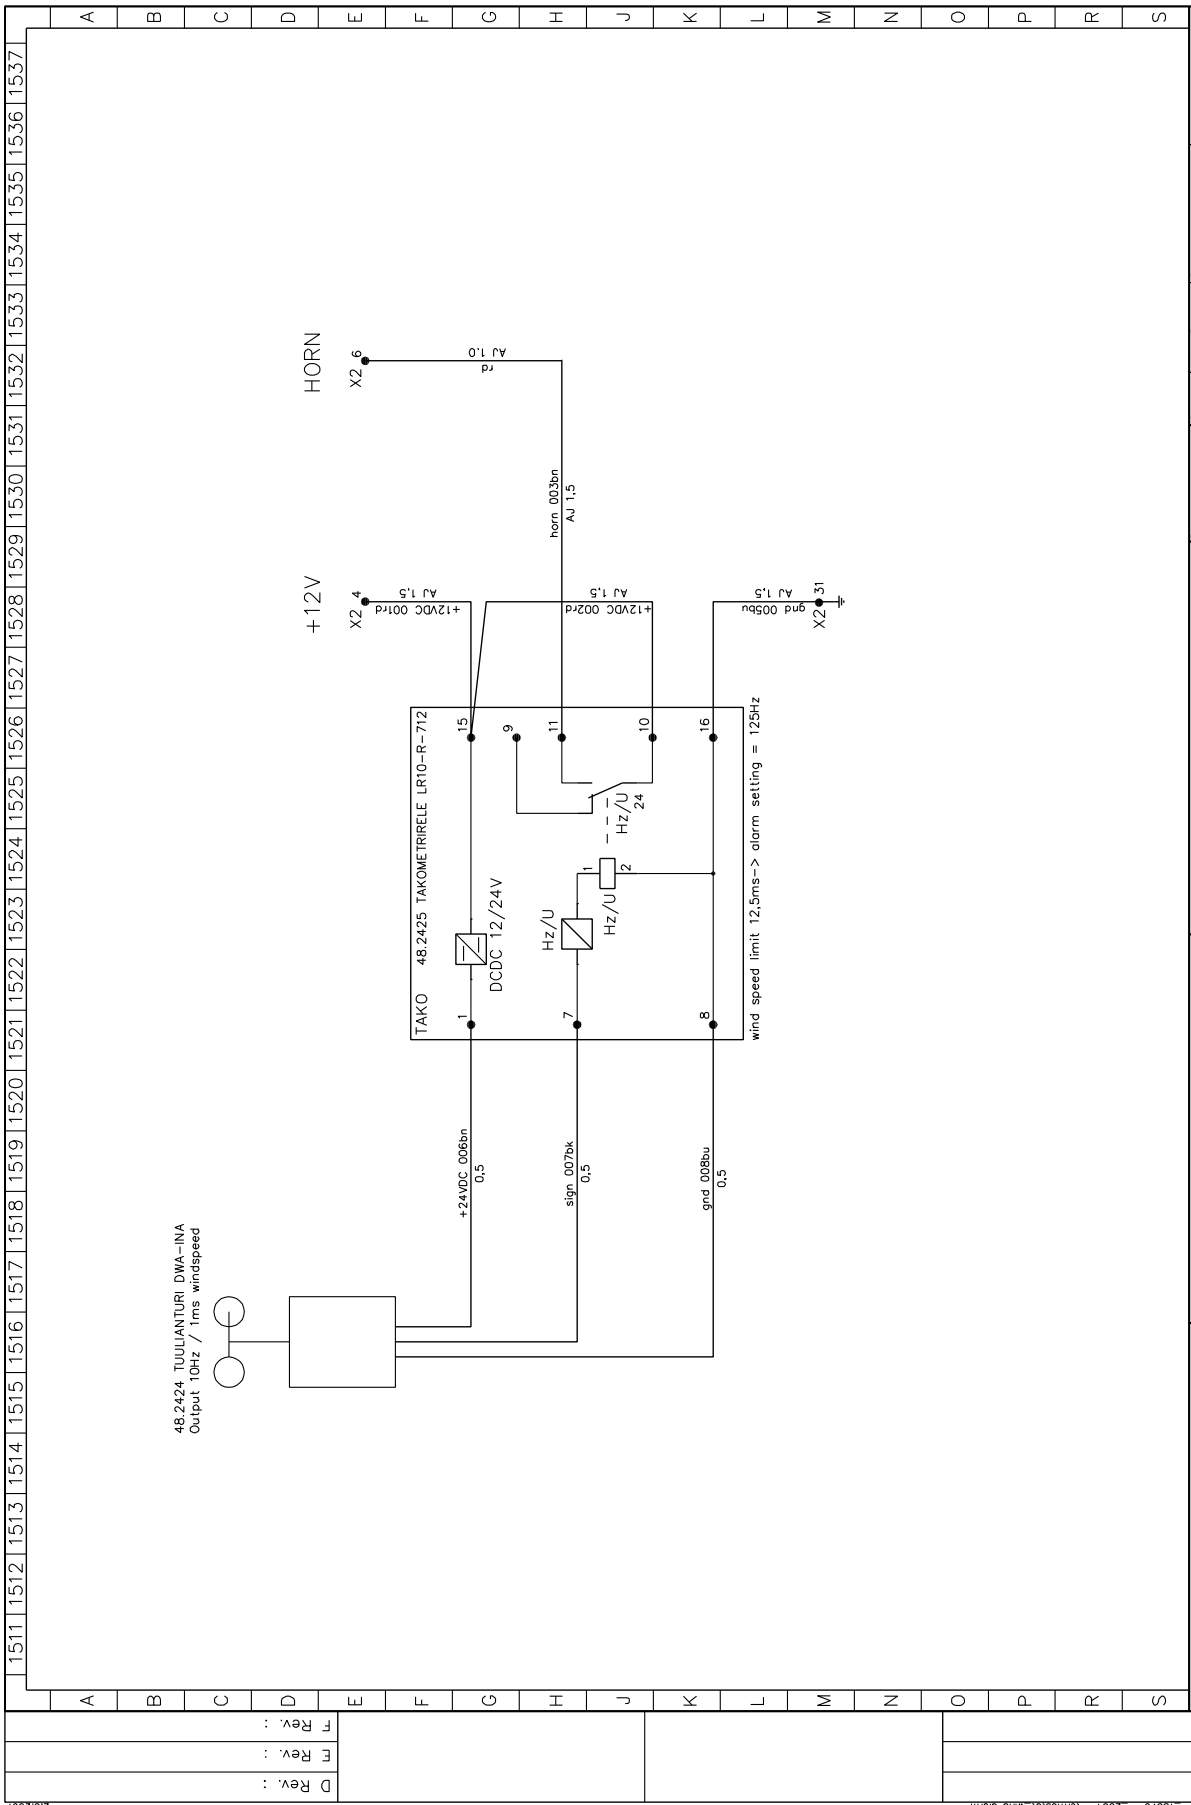 A B C D E F G H J K L M N O P R S
1511 1512 1513 1514 1515 1516 1517 1518 1519 1520 1521 1522 1523 1524 1525 1526 1527 1528 1529 1530 1531 1532 1533 1534 1535 1536 1537
48.2424 TUULIANTURI DWA-INA
Output 10Hz / 1ms windspeed
+24VDC 006bn
0,5
sign 007bk
0,5
gnd 008bu
0,5
TAKO 48.2425 TAKOMETRIRELE LR10-R-712
1
7
8
DCDC 12/24V
Hz/U
1
2
Hz/U
Hz/U
24
15
9
11
10
16
wind speed limit 12,5ms-> alarm setting = 125Hz
+12V
X2 4
+12VDC 001rd
AJ 1,5
+12VDC 002rd
AJ 1,5
gnd 005bu
AJ 1,5
X2 31
horn 003bn
AJ 1,5
HORN
X2 6
rd
AJ 1.0
A B C D E F G H J K L M N O P R S
F Rev. :
E Rev. :
D Rev. :